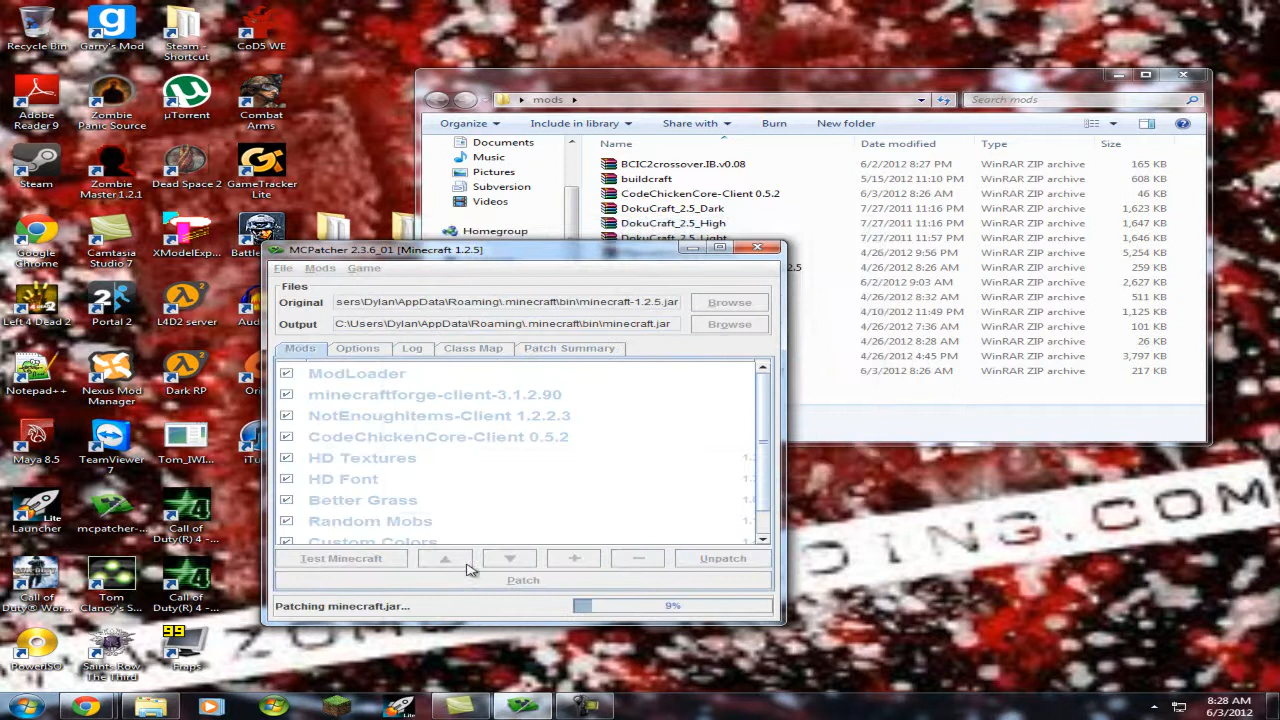 Recycle Bin
Garry's Mod
Steam - Shortcut
CoD5 WE
Adobe Reader 9
Zombie Panic Source
µTorrent
Combat Arms
Steam
Zombie Master 1.2.1
Dead Space 2
GameTracker Lite
Google Chrome
Camtasia Studio 7
XModelExp...
Battle
Left 4 Dead 2
Portal 2
L4D2 server
Aud
Notepad++
Nexus Mod Manager
Dark RP
Ori
Maya 8.5
TeamViewer 7
Tom_IWI...
iTu
Launcher
mcpatcher-...
Call of Duty(R) 4 -...
Call of Duty® Wor...
Tom Clancy's S...
Call of Duty(R) 4 -...
PowerISO
Saints Row The Third
99
Fraps
mods
Search mods
Organize
Include in library
Share with
Burn
New folder
Documents
Music
Pictures
Subversion
Videos
Homegroup
Name
Date modified
Type
Size
BCIC2crossover.IB.v0.08 6/2/2012 8:27 PM WinRAR ZIP archive 165 KB
buildcraft 5/15/2012 11:10 PM WinRAR ZIP archive 608 KB
CodeChickenCore-Client 0.5.2 6/3/2012 8:26 AM WinRAR ZIP archive 46 KB
DokuCraft_2.5_Dark 7/27/2011 11:16 PM WinRAR ZIP archive 1,623 KB
DokuCraft_2.5_High 7/27/2011 11:16 PM WinRAR ZIP archive 1,647 KB
DokuCraft_2.5_Light 7/27/2011 11:57 PM WinRAR ZIP archive 1,646 KB
4/26/2012 9:56 PM WinRAR ZIP archive 5,254 KB
2.5 4/26/2012 8:26 AM WinRAR ZIP archive 259 KB
6/2/2012 9:03 AM WinRAR ZIP archive 2,627 KB
4/26/2012 8:32 AM WinRAR ZIP archive 511 KB
4/10/2012 11:49 PM WinRAR ZIP archive 1,125 KB
4/26/2012 7:36 AM WinRAR ZIP archive 101 KB
4/26/2012 8:28 AM WinRAR ZIP archive 26 KB
4/26/2012 4:45 PM WinRAR ZIP archive 3,797 KB
6/3/2012 8:26 AM WinRAR ZIP archive 217 KB
MCPatcher 2.3.6_01 [Minecraft 1.2.5]
File Mods Game
Files
Original sers\Dylan\AppData\Roaming\.minecraft\bin\minecraft-1.2.5.jar Browse
Output C:\Users\Dylan\AppData\Roaming\.minecraft\bin\minecraft.jar Browse
Mods Options Log Class Map Patch Summary
ModLoader
minecraftforge-client-3.1.2.90
NotEnoughItems-Client 1.2.2.3
CodeChickenCore-Client 0.5.2
HD Textures
HD Font
Better Grass
Random Mobs
Custom Colors
Test Minecraft
Unpatch
Patch
Patching minecraft.jar... 9%
DING.COM
ZOM
Lite
8:28 AM
6/3/2012